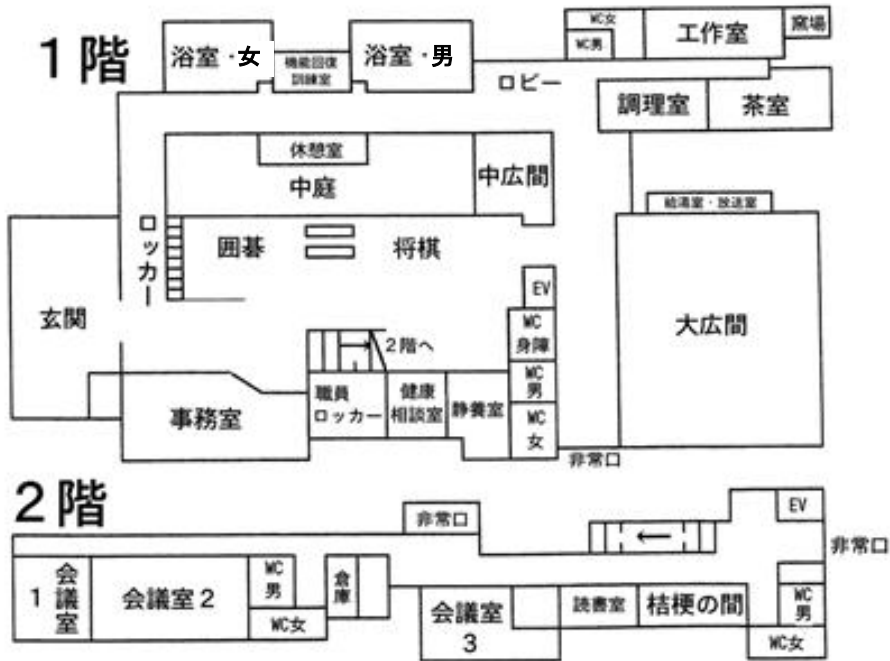 1階
浴室・女
機能回復
訓練室
浴室・男
ロビー
WC女
WC男
工作室
窯場
調理室
茶室
休憩室
中庭
中広間
給湯室・放送室
ロッカー
囲碁
将棋
玄関
EV
大広間
WC
身障
2階へ
WC
男
職員
ロッカー
健康
相談室
静養室
WC
女
事務室
非常口
2階
非常口
EV
←
非常口
1
会議室
会議室2
WC
男
WC女
倉庫
会議室
3
読書室
桔梗の間
WC
男
WC女